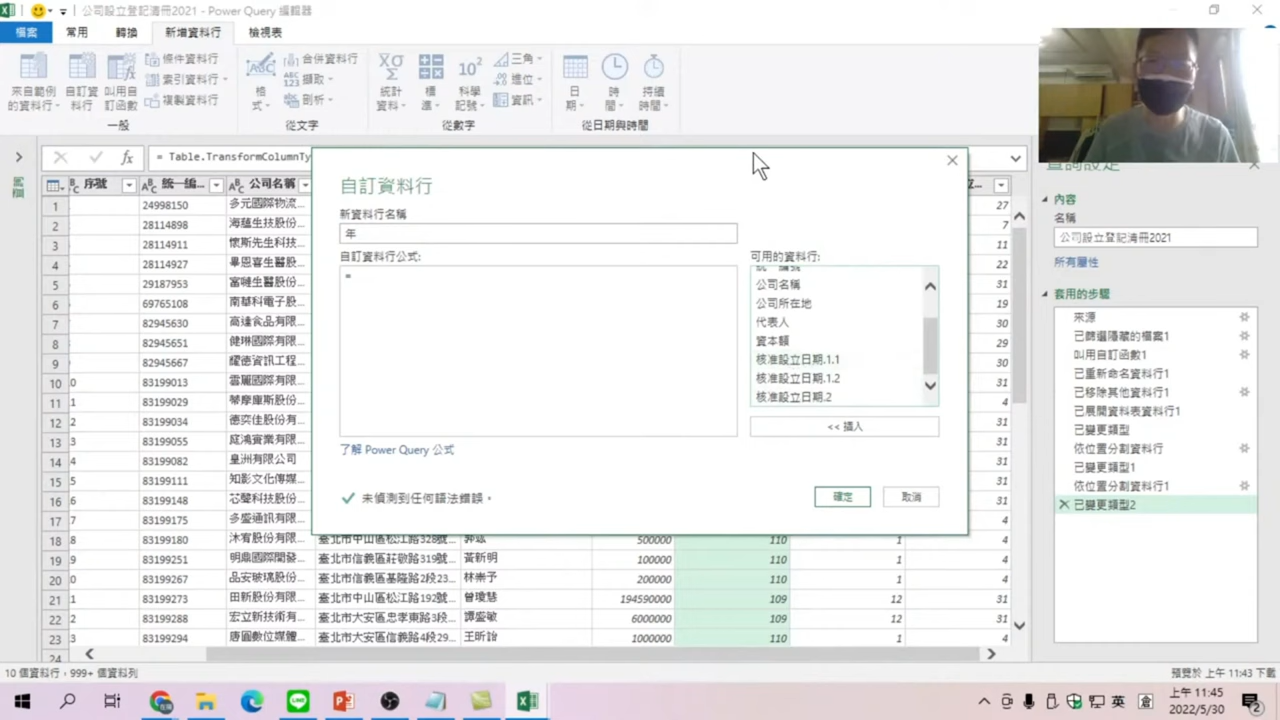 公司設立登記清冊2021 - Power Query 編輯器
檔案 常用 轉換 新增資料行 檢視表
來自範例的資料行 自訂資料行 叫用自訂函數 條件資料行 索引資料行 複製資料行
格式 合併資料行 擷取 剖析
統計資料 標準 科學記號 三角 進位 資訊
日期 時間 持續時間
一般 從文字 從數字 從日期與時間
= Table.TransformColumnTy
查詢設定
內容
名稱
公司設立登記清冊2021
所有屬性
套用的步驟
來源
已篩選隱藏的檔案1
叫用自訂函數1
已重新命名資料行1
已移除其他資料行1
已展開資料表資料行1
已變更類型
依位置分割資料行
已變更類型1
依位置分割資料行1
已變更類型2
自訂資料行
新資料行名稱
年
自訂資料行公式:
=
可用的資料行:
統一編號
公司名稱
公司所在地
代表人
資本額
核准設立日期.1.1
核准設立日期.1.2
核准設立日期.2
<< 插入
了解 Power Query 公式
未偵測到任何語法錯誤。
確定 取消
序號 統一編... 公司名稱
1 24998150 多元國際物流... 27
2 28114898 海蘊生技股份... 7
3 28114911 懷斯先生科技... 11
4 28114927 畢恩喜生醫股... 22
5 29187953 富噠生醫股份... 31
6 69765108 南華科電子股... 19
7 82945630 高達食品有限... 30
8 82945651 健琳國際有限... 29
9 82945667 耀德資訊工程... 30
10 0 83199013 雲麗國際有限... 31
11 1 83199029 蒂摩庫斯股份... 4
12 2 83199034 德奕佳股份有... 31
13 3 83199055 庭鴻實業有限... 31
14 4 83199082 皇洲有限公司 31
15 5 83199111 知影文化傳媒... 31
16 6 83199148 芯馨科技股份... 31
17 7 83199175 多盛通訊有限... 4
18 8 83199180 沐宥股份有限... 臺北市中山區松江路328號... 500000 110 1 4
19 9 83199251 明鼎國際開發... 臺北市信義區莊敬路319號... 黃新明 100000 110 1 4
20 0 83199267 品安玻璃股份... 臺北市信義區基隆路2段23... 林樂子 200000 110 1 4
21 1 83199273 田新股份有限... 臺北市中山區松江路192號... 曾瓊慧 194590000 109 12 31
22 2 83199288 宏立新技術有... 臺北市大安區忠孝東路3段... 譚盛敏 6000000 109 12 31
23 3 83199294 唐圓數位媒體... 臺北市大安區信義路4段29... 王昕詒 1000000 110 1 4
24
10 個資料行，999+ 個資料列
預覽於 上午 11:43 下載
英
上午 11:45
2022/5/30
2